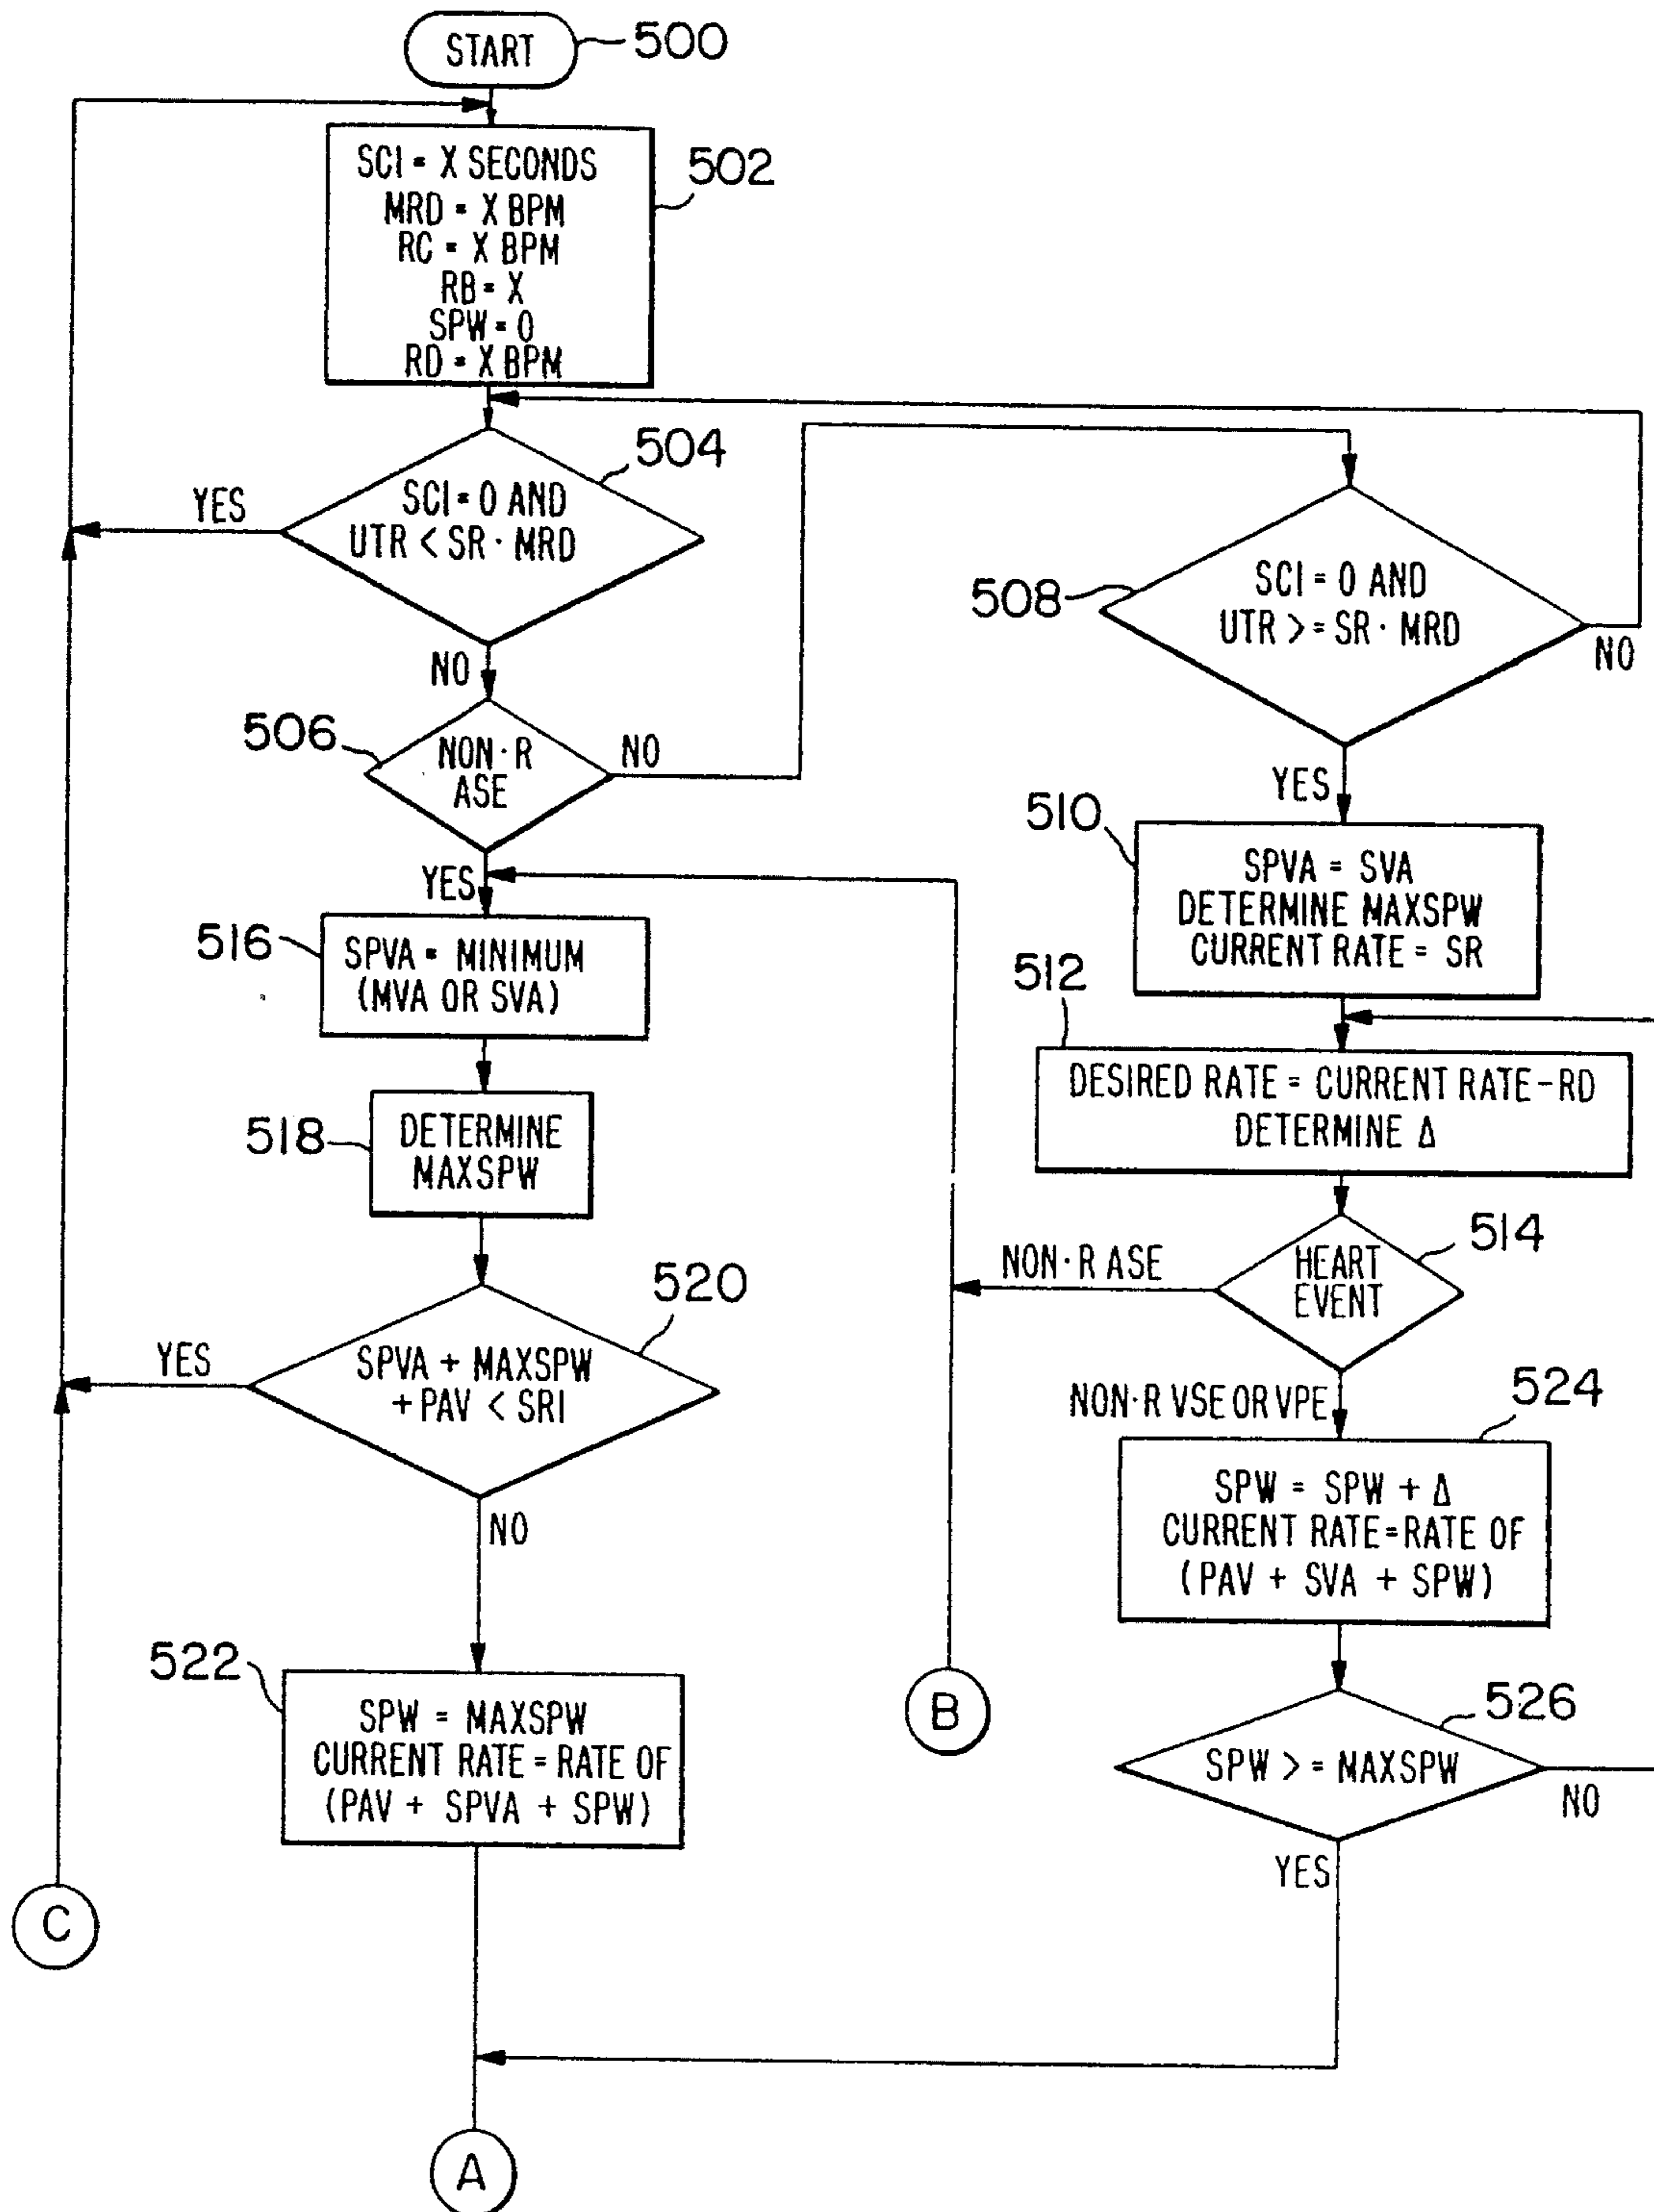 START
500
SCI = X SECONDS
MRD = X BPM
RC = X BPM
RB = X
SPW = 0
RD = X BPM
502
504
SCI = 0 AND
UTR < SR · MRD
YES
NO
506
NON·R
ASE
NO
YES
508
SCI = 0 AND
UTR >= SR · MRD
NO
YES
510
SPVA = SVA
DETERMINE MAXSPW
CURRENT RATE = SR
512
DESIRED RATE = CURRENT RATE - RD
DETERMINE Δ
514
HEART
EVENT
NON·R ASE
NON·R VSE OR VPE
516
SPVA = MINIMUM
(MVA OR SVA)
518
DETERMINE
MAXSPW
520
SPVA + MAXSPW
+ PAV < SRI
YES
NO
522
SPW = MAXSPW
CURRENT RATE = RATE OF
(PAV + SPVA + SPW)
524
SPW = SPW + Δ
CURRENT RATE = RATE OF
(PAV + SVA + SPW)
526
SPW >= MAXSPW
NO
YES
B
C
A